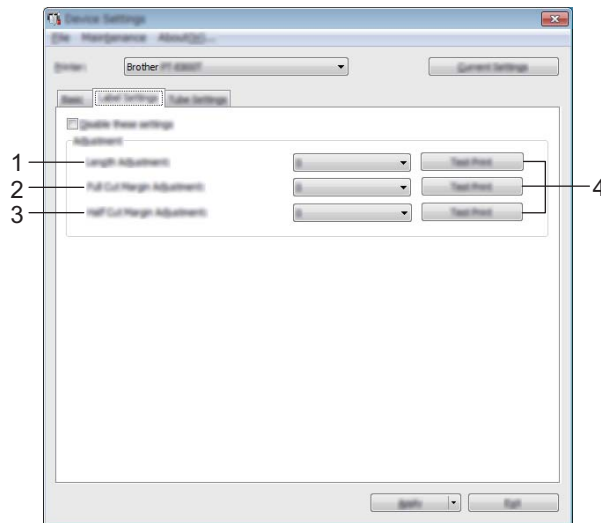 Device Settings
File Maintenance
Printer: Brother
Current Settings
Basic Label Settings Tube Settings
Disable these settings
Adjustment
1 Length Adjustment: Test Print
2 Full Cut Margin Adjustment: Test Print 4
3 Half Cut Margin Adjustment: Test Print
Apply Exit